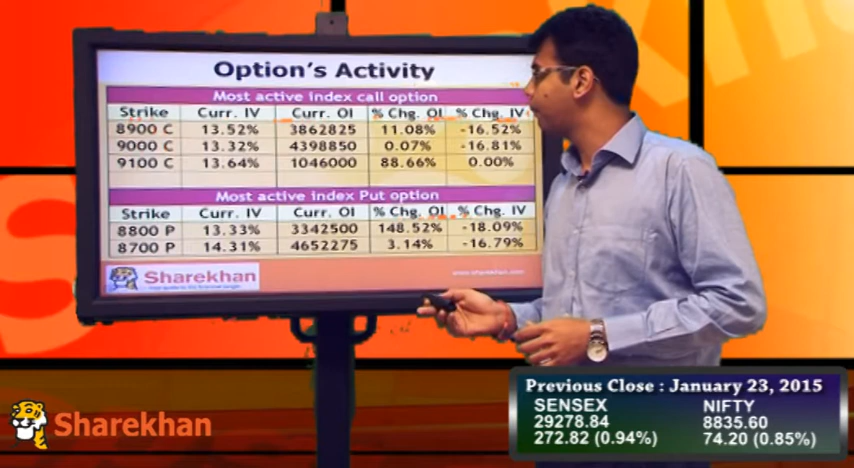 Option's Activity
Most active index call option
Strike Curr. IV Curr. OI % Chg. OI % Chg. IV
8900 C 13.52% 3862825 11.08% -16.52%
9000 C 13.32% 4398850 0.07% -16.81%
9100 C 13.64% 1046000 88.66% 0.00%
Most active index Put option
Strike Curr. IV Curr. OI % Chg. OI % Chg. IV
8800 P 13.33% 3342500 148.52% -18.09%
8700 P 14.31% 4652275 3.14% -16.79%
Sharekhan
www.sharekhan.com
Sharekhan
Previous Close : January 23, 2015
SENSEX NIFTY
29278.84 8835.60
272.82 (0.94%) 74.20 (0.85%)